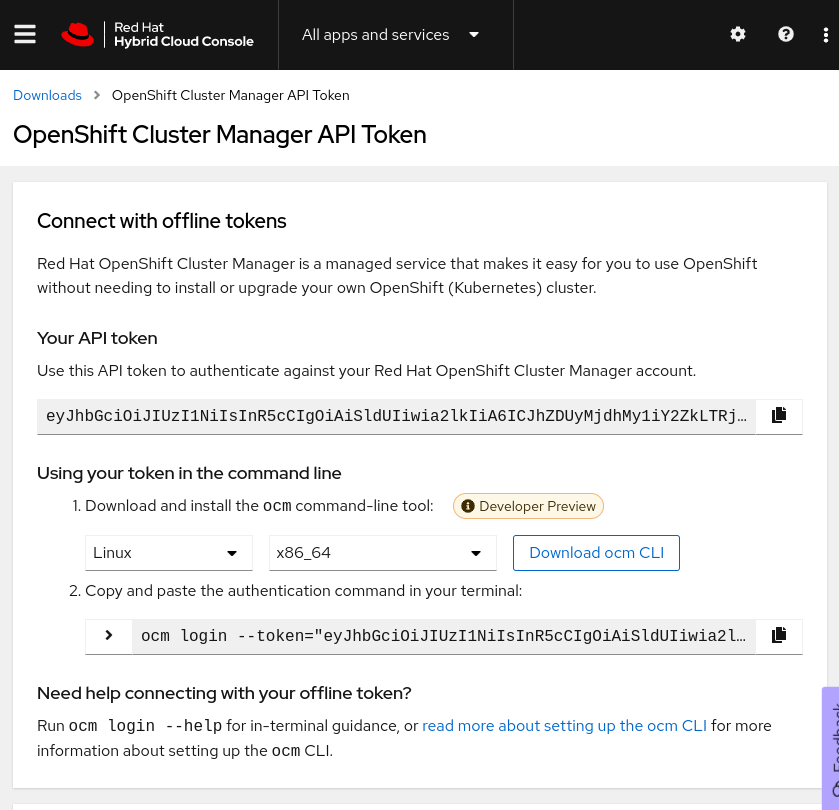 Red Hat
Hybrid Cloud Console
All apps and services
Downloads > OpenShift Cluster Manager API Token
OpenShift Cluster Manager API Token
Connect with offline tokens
Red Hat OpenShift Cluster Manager is a managed service that makes it easy for you to use OpenShift
without needing to install or upgrade your own OpenShift (Kubernetes) cluster.
Your API token
Use this API token to authenticate against your Red Hat OpenShift Cluster Manager account.
eyJhbGciOiJIUzI1NiIsInR5cCIgOiAiSldUIiwia2lkIiA6ICJhZDUyMjdhMy1iY2ZkLTRj…
Using your token in the command line
1. Download and install the ocm command-line tool: Developer Preview
Linux x86_64 Download ocm CLI
2. Copy and paste the authentication command in your terminal:
ocm login --token="eyJhbGciOiJIUzI1NiIsInR5cCIgOiAiSldUIiwia2l…
Need help connecting with your offline token?
Run ocm login --help for in-terminal guidance, or read more about setting up the ocm CLI for more
information about setting up the ocm CLI.
Feedback